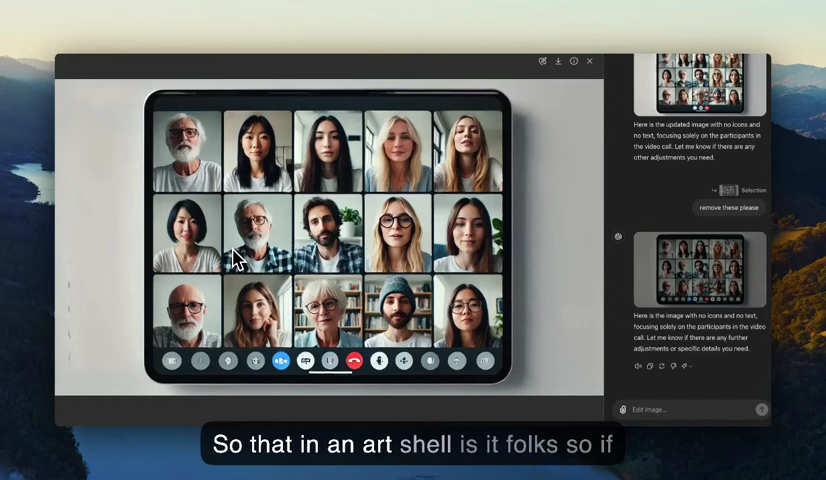 Here is the updated image with no icons and
no text, focusing solely on the participants in
the video call. Let me know if there are any
other adjustments you need.
Selection
remove these please
Here is the image with no icons and no text,
focusing solely on the participants in the video
call. Let me know if there are any further
adjustments or specific details you need.
Edit image...
So that in an art shell is it folks so if